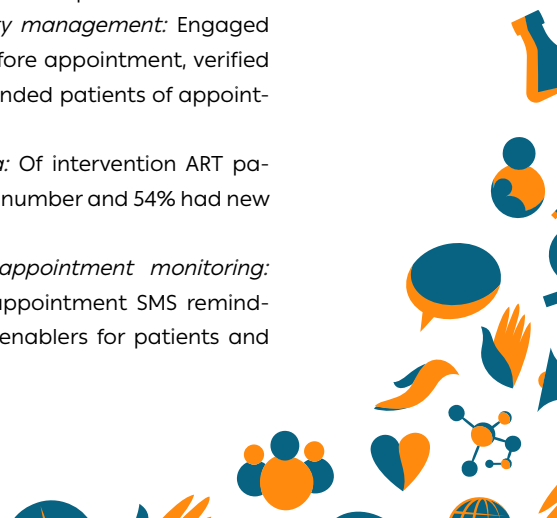 y management: Engaged
fore appointment, verified
nded patients of appoint-
a: Of intervention ART pa-
number and 54% had new
appointment monitoring:
appointment SMS remind-
enablers for patients and